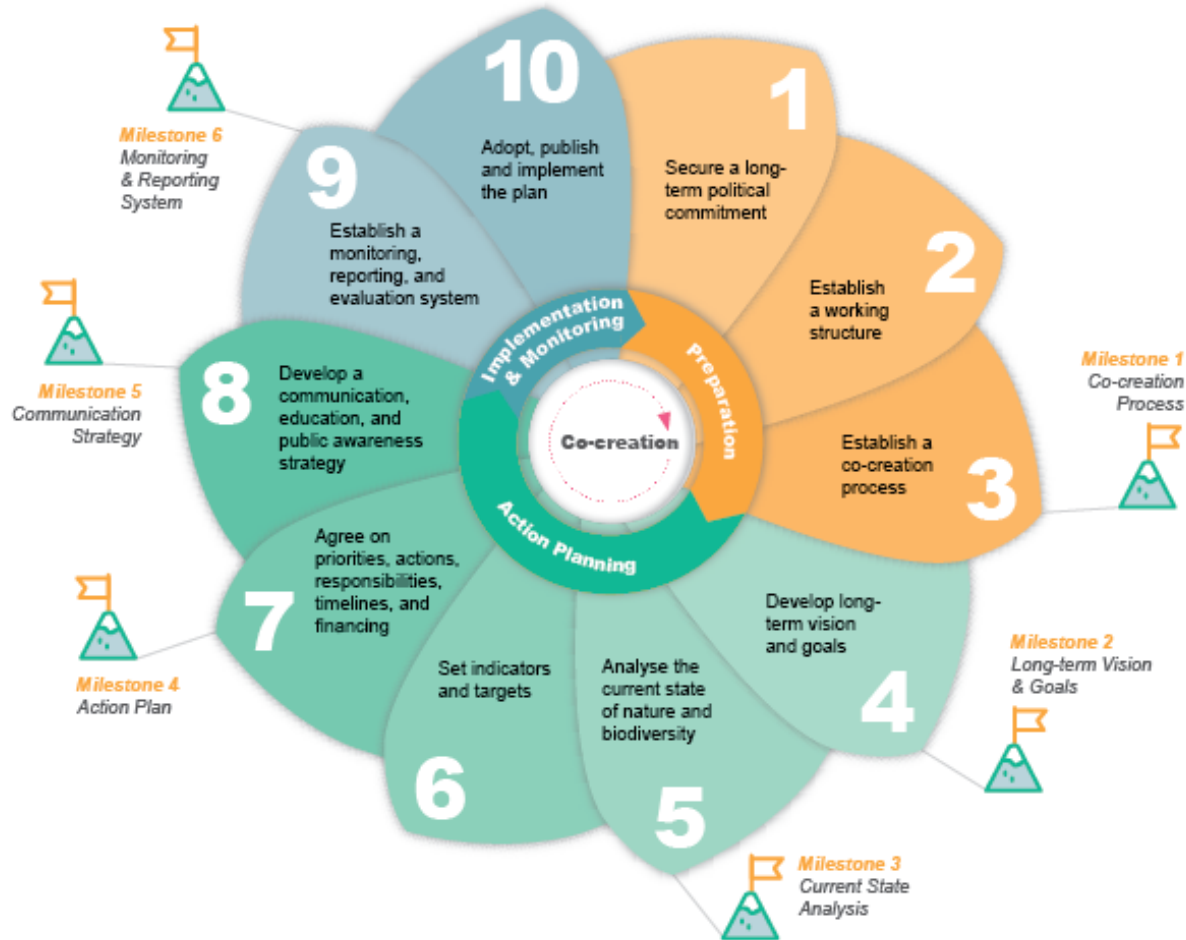 10
Adopt, publish
and implement
the plan
1
Secure a long-
term political
commitment
2
Establish
a working
structure
3
Establish a
co-creation
process
Milestone 1
Co-creation
Process
4
Develop long-
term vision
and goals
Milestone 2
Long-term Vision
& Goals
5
Analyse the
current state
of nature and
biodiversity
Milestone 3
Current State
Analysis
6
Set indicators
and targets
7
Agree on
priorities, actions,
responsibilities,
timelines, and
financing
Milestone 4
Action Plan
8
Develop a
communication,
education, and
public awareness
strategy
Milestone 5
Communication
Strategy
9
Establish a
monitoring,
reporting, and
evaluation system
Milestone 6
Monitoring
& Reporting
System
Implementation
& Monitoring
Preparation
Action Planning
Co-creation